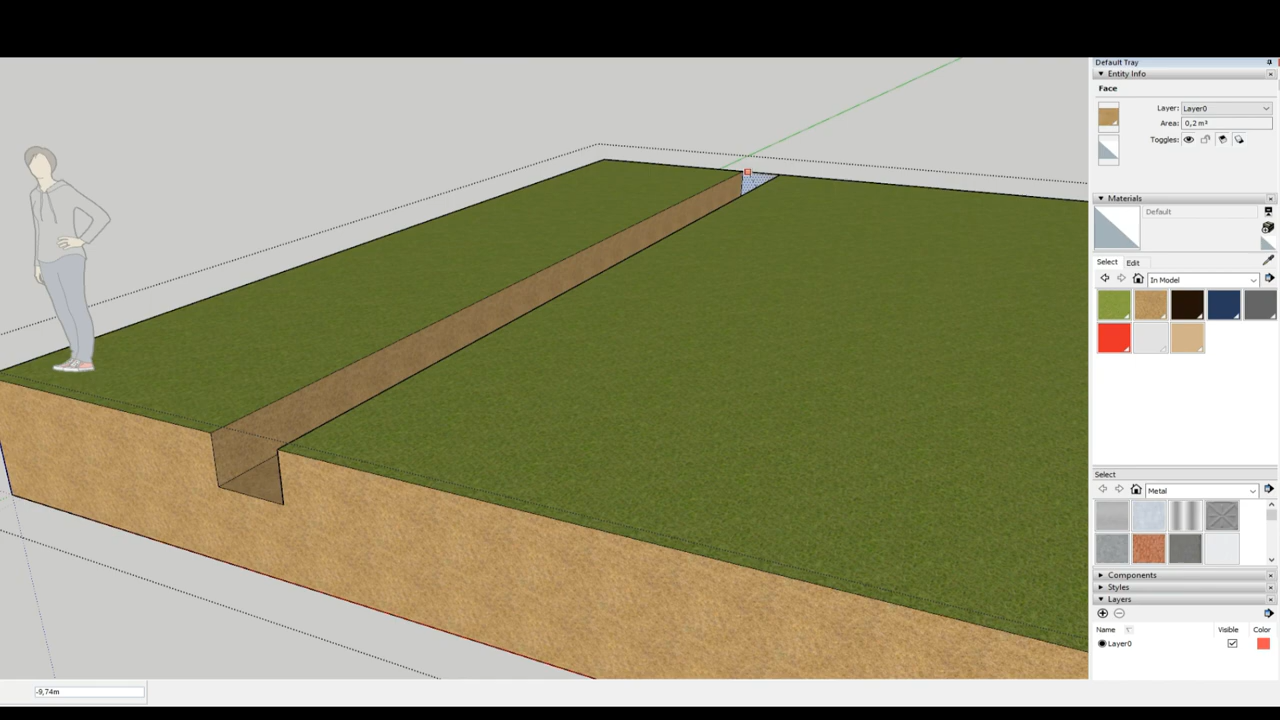 Default Tray
Entity Info
Face
Layer: Layer0
Area: 0,2 m²
Toggles:
Materials
Default
Select Edit
In Model
Select
Metal
Components
Styles
Layers
Name Visible Color
Layer0
-9,74m